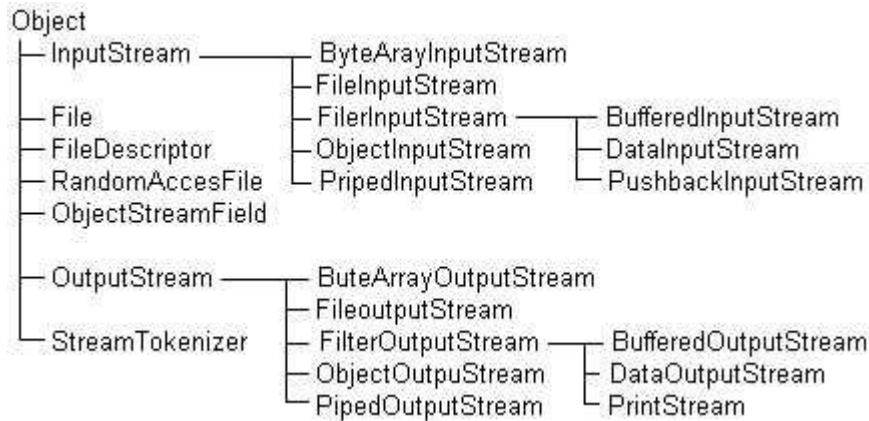 Object
InputStream ByteArayInputStream
FileInputStream
File FilerInputStream BufferedInputStream
FileDescriptor ObjectInputStream DataInputStream
RandomAccesFile PripedInputStream PushbackInputStream
ObjectStreamField
OutputStream ButeArrayOutputStream
FileoutputStream
StreamTokenizer FilterOutputStream BufferedOutputStream
ObjectOutpuStream DataOutputStream
PipedOutputStream PrintStream